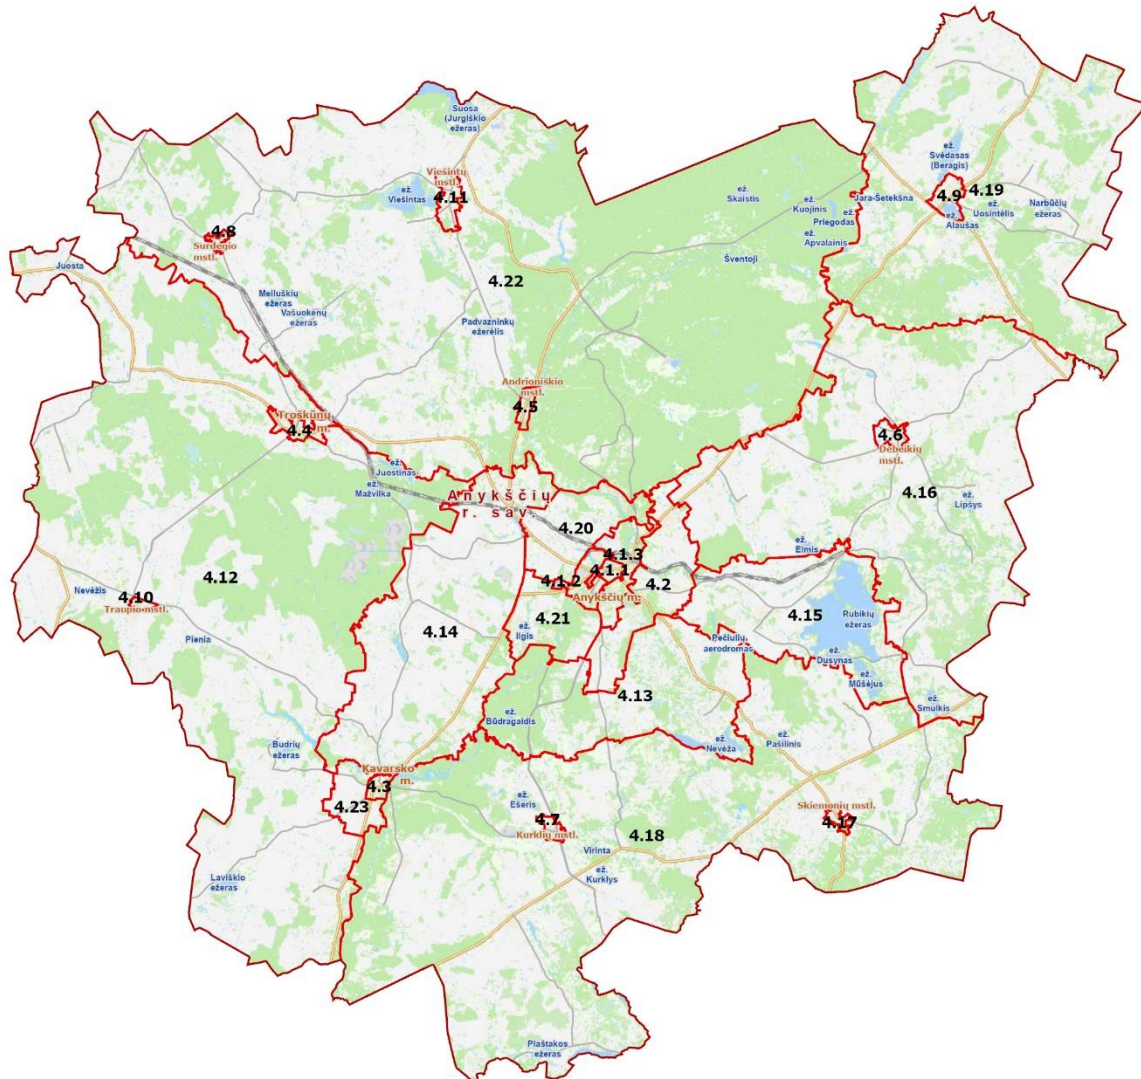 Suosa
(Jurgiškio
ežeras)
Viešintų
mstl.
4.11
ež.
Viešintas
ež.
Svėdasas
(Beragis)
4.19
4.9
ež.
Uosintėlis
Narbūčių
ežeras
ež.
Alaušas
Jara-Šetekšna
ež.
Skaistis
ež.
Kuojinis
ež.
Priegodas
ež.
Apvalainis
Šventoji
4.8
Surdegio
mstl.
Juosta
4.22
Meiluškių
ežeras
Vašuokėnų
ežeras
Padvazninkų
ežerėlis
Andrioniškio
mstl.
4.5
Troškūnų
m.
4.4
4.6
Debeikių
mstl.
4.16
ež.
Lipšys
ež.
Juostinas
ež.
Mažvilka
Anykščių
r. sav.
4.20
4.1.3
4.1.1
4.1.2
Anykščių m.
4.2
ež.
Elmis
4.12
Nevėžis
4.10
Traupio mstl.
Pienia
4.14
4.21
ež.
Ilgis
4.15
Rubikių
ežeras
Pečiulių
aerodromas
ež.
Dusynas
ež.
Mūšėjus
ež.
Smulkis
4.13
ež.
Būdragaidis
ež.
Nevėža
ež.
Pašilinis
Budrių
ežeras
Kavarsko
m.
4.3
4.23
ež.
Ešeris
4.7
Kurklių mstl.
4.18
Virinta
ež.
Kurklys
Skiemonių mstl.
4.17
Laviškio
ežeras
Plaštakos
ežeras